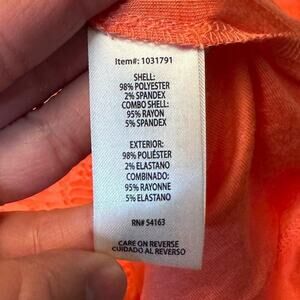 Item#: 1031791
SHELL:
98% POLYESTER
2% SPANDEX
COMBO SHELL:
95% RAYON
5% SPANDEX
EXTERIOR:
98% POLIÉSTER
2% ELASTANO
COMBINADO:
95% RAYONNE
5% ELASTANO
RN# 54163
CARE ON REVERSE
CUIDADO AL REVERSO